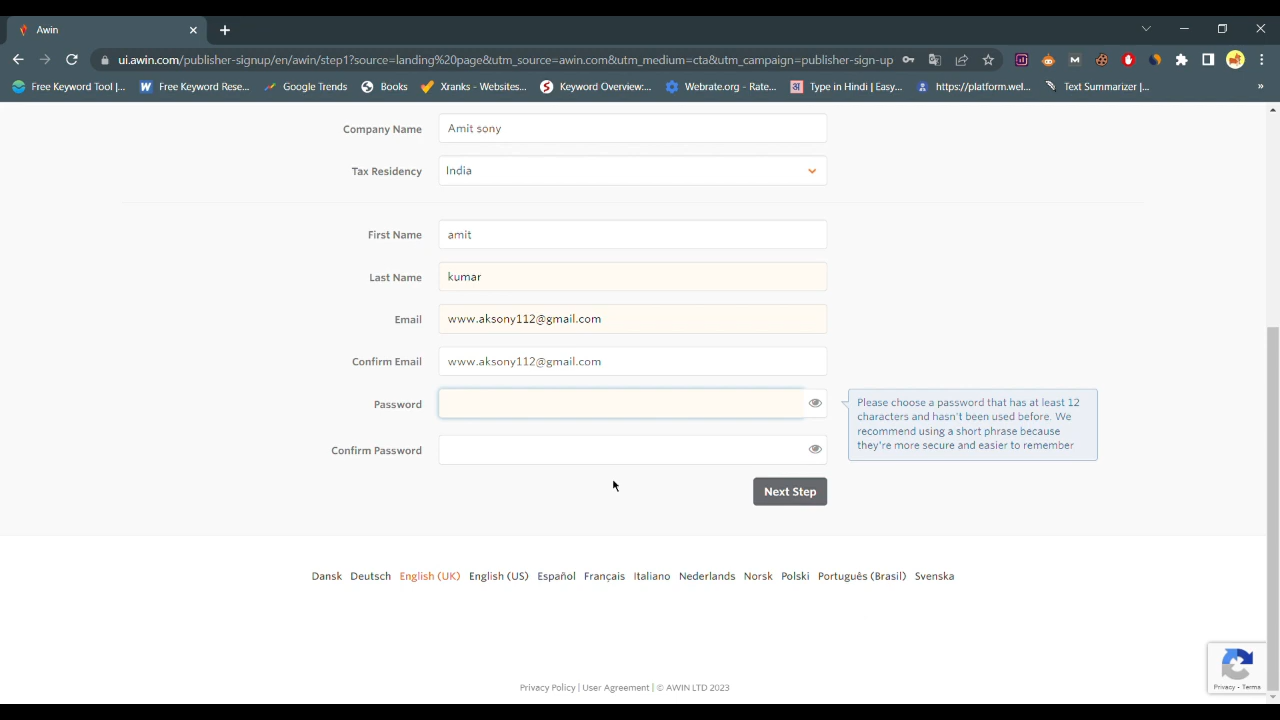 Awin
ui.awin.com/publisher-signup/en/awin/step1?source=landing%20page&utm_source=awin.com&utm_medium=cta&utm_campaign=publisher-sign-up
Free Keyword Tool |... Free Keyword Rese... Google Trends Books Xranks - Websites... Keyword Overview:... Webrate.org - Rate... Type in Hindi | Easy... https://platform.wel... Text Summarizer |... »
Company Name Amit sony
Tax Residency India
First Name amit
Last Name kumar
Email www.aksony112@gmail.com
Confirm Email www.aksony112@gmail.com
Password
Please choose a password that has at least 12
characters and hasn't been used before. We
recommend using a short phrase because
they're more secure and easier to remember
Confirm Password
Next Step
Dansk Deutsch English (UK) English (US) Español Français Italiano Nederlands Norsk Polski Português (Brasil) Svenska
Privacy - Terms
Privacy Policy | User Agreement | © AWIN LTD 2023